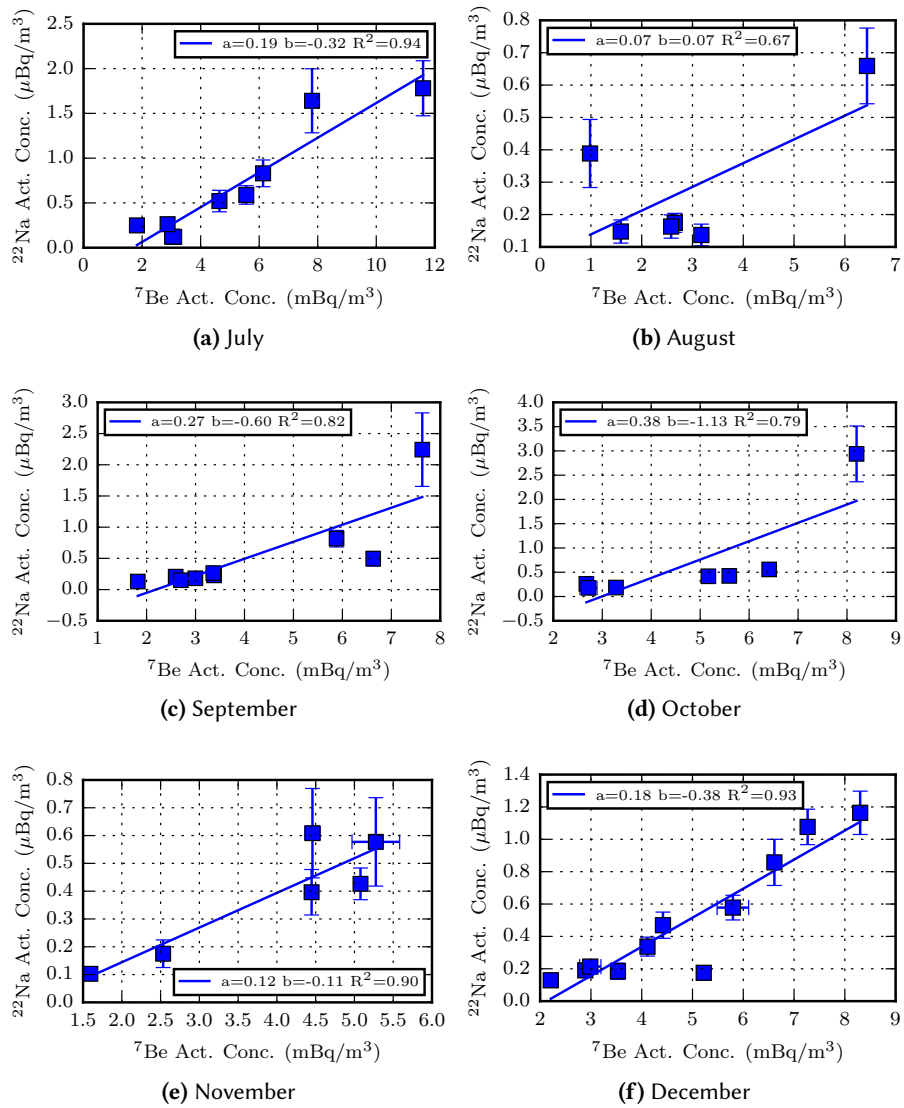 a=0.19 b=-0.32 R²=0.94
²²Na Act. Conc. (μBq/m³)
2.5
2.0
1.5
1.0
0.5
0.0
0 2 4 6 8 10 12
⁷Be Act. Conc. (mBq/m³)
(a) July
a=0.07 b=0.07 R²=0.67
²²Na Act. Conc. (μBq/m³)
0.8
0.7
0.6
0.5
0.4
0.3
0.2
0.1
0 1 2 3 4 5 6 7
⁷Be Act. Conc. (mBq/m³)
(b) August
a=0.27 b=-0.60 R²=0.82
²²Na Act. Conc. (μBq/m³)
3.0
2.5
2.0
1.5
1.0
0.5
0.0
−0.5
1 2 3 4 5 6 7 8
⁷Be Act. Conc. (mBq/m³)
(c) September
a=0.38 b=-1.13 R²=0.79
²²Na Act. Conc. (μBq/m³)
4.0
3.5
3.0
2.5
2.0
1.5
1.0
0.5
0.0
−0.5
2 3 4 5 6 7 8 9
⁷Be Act. Conc. (mBq/m³)
(d) October
²²Na Act. Conc. (μBq/m³)
0.8
0.7
0.6
0.5
0.4
0.3
0.2
0.1
0.0
a=0.12 b=-0.11 R²=0.90
1.5 2.0 2.5 3.0 3.5 4.0 4.5 5.0 5.5 6.0
⁷Be Act. Conc. (mBq/m³)
(e) November
a=0.18 b=-0.38 R²=0.93
²²Na Act. Conc. (μBq/m³)
1.4
1.2
1.0
0.8
0.6
0.4
0.2
0.0
2 3 4 5 6 7 8 9
⁷Be Act. Conc. (mBq/m³)
(f) December